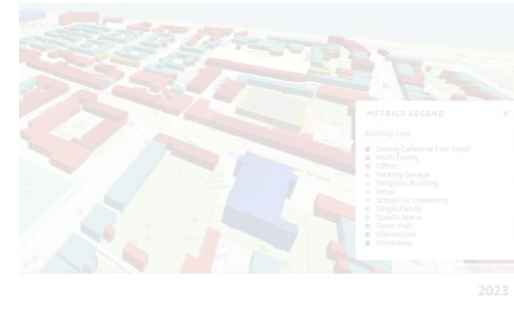 METRICS LEGEND ×
Building type
Dining Cafeteria Fast Food
Multi Family
Office
Parking Garage
Religious Building
Retail
School Or University
Single Family
Sports Arena
Town Hall
Warehouse
Workshop
2023